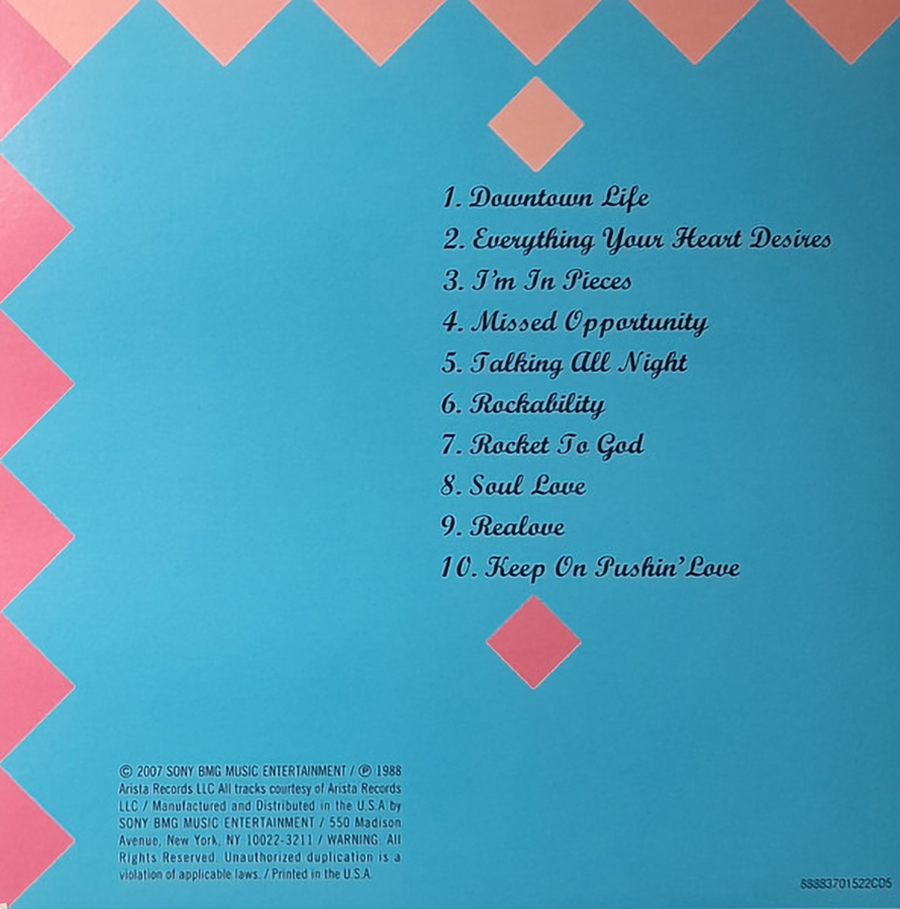 1. Downtown Life
2. Everything Your Heart Desires
3. I'm In Pieces
4. Missed Opportunity
5. Talking All Night
6. Rockability
7. Rocket To God
8. Soul Love
9. Realove
10. Keep On Pushin' Love
© 2007 SONY BMG MUSIC ENTERTAINMENT / ℗ 1988
Arista Records LLC All tracks courtesy of Arista Records
LLC / Manufactured and Distributed in the U.S.A by
SONY BMG MUSIC ENTERTAINMENT / 550 Madison
Avenue, New York, NY 10022-3211 / WARNING: All
Rights Reserved. Unauthorized duplication is a
violation of applicable laws. / Printed in the U.S.A.
88883701522CD5